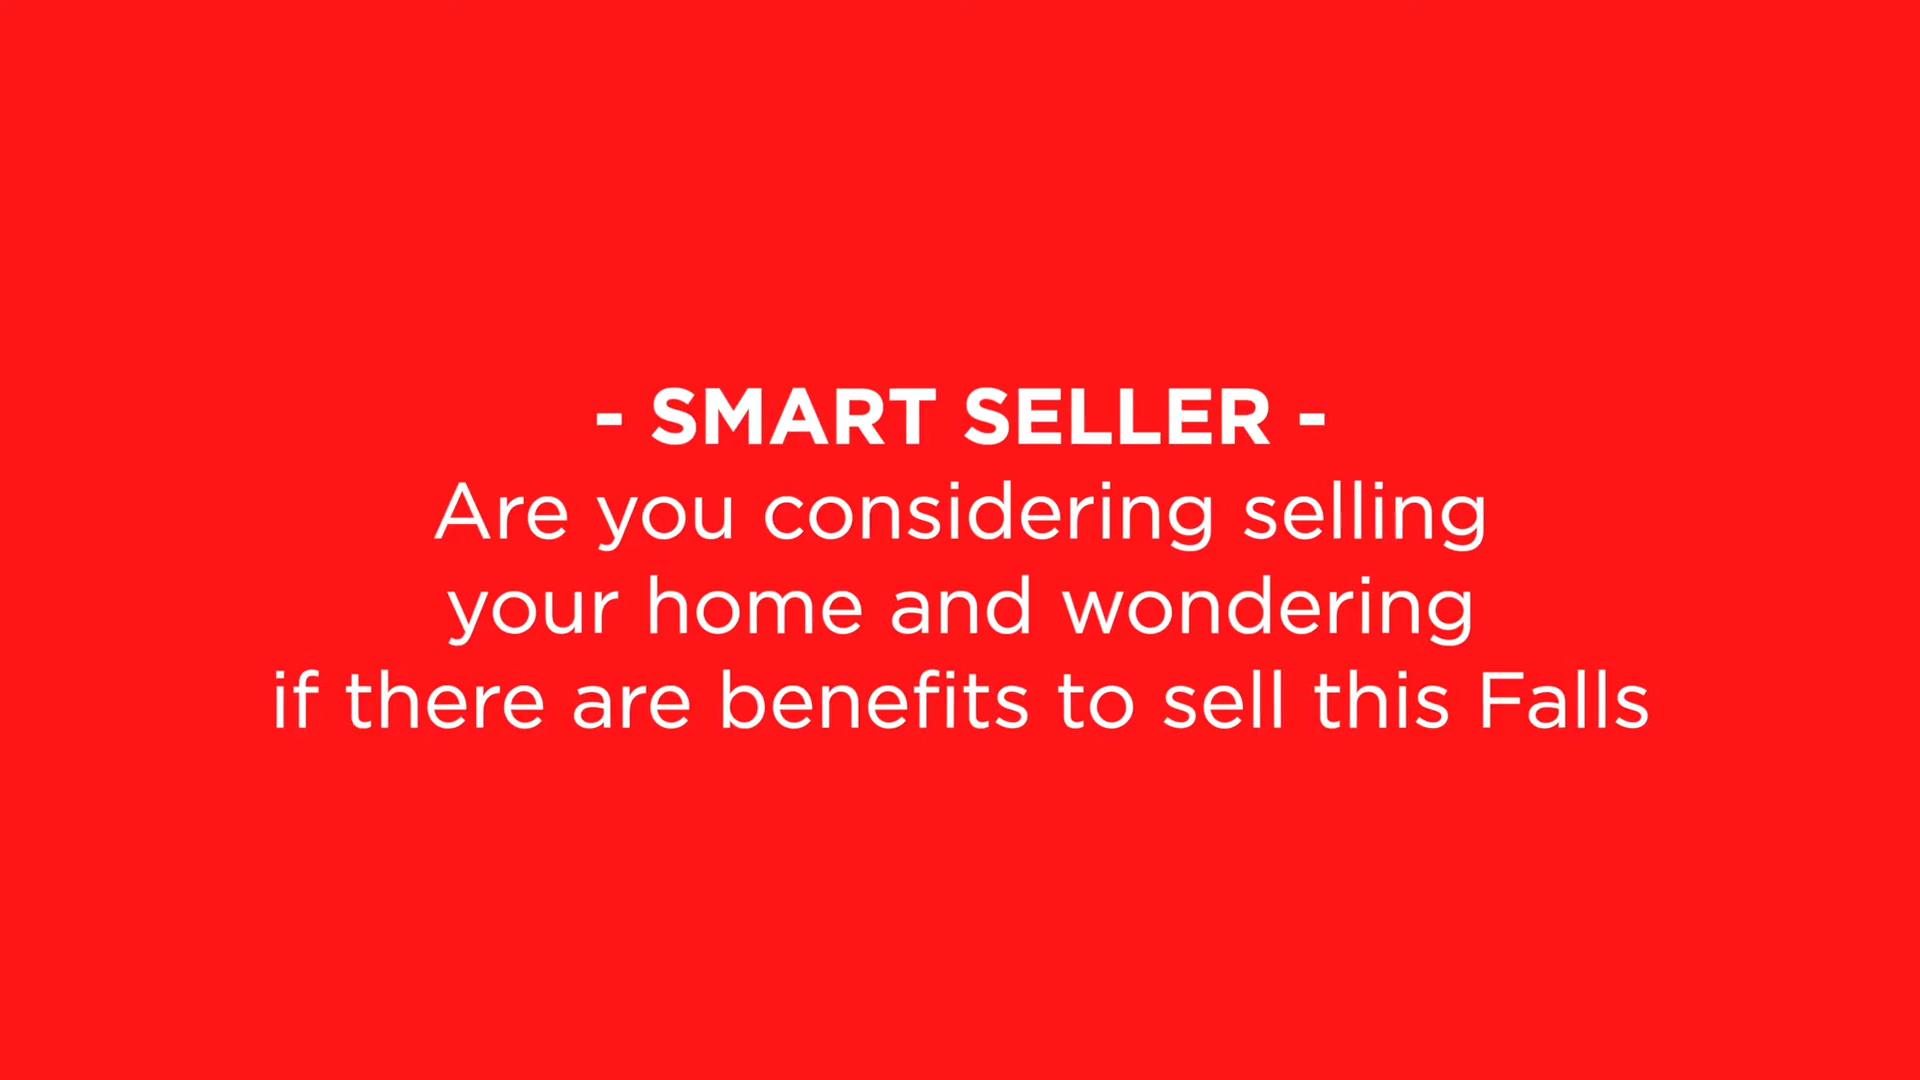 - SMART SELLER -
Are you considering selling
your home and wondering
if there are benefits to sell this Falls